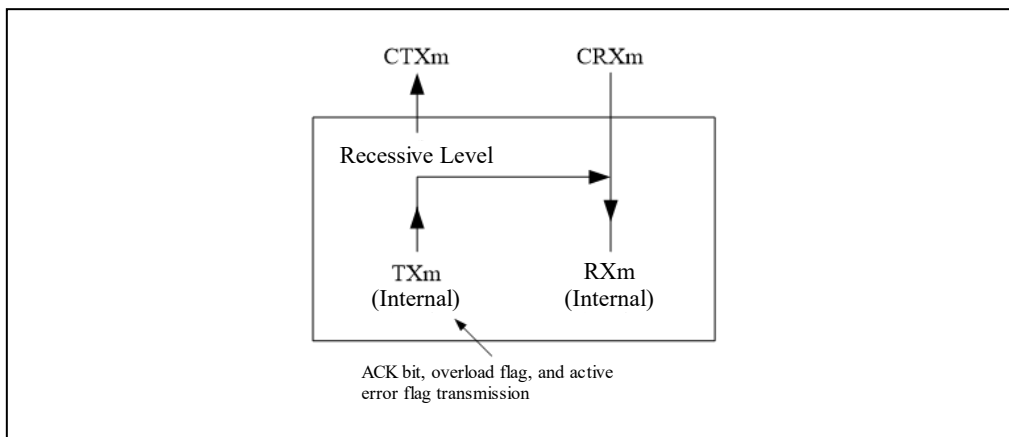 CTXm CRXm
Recessive Level
TXm RXm
(Internal) (Internal)
ACK bit, overload flag, and active
error flag transmission